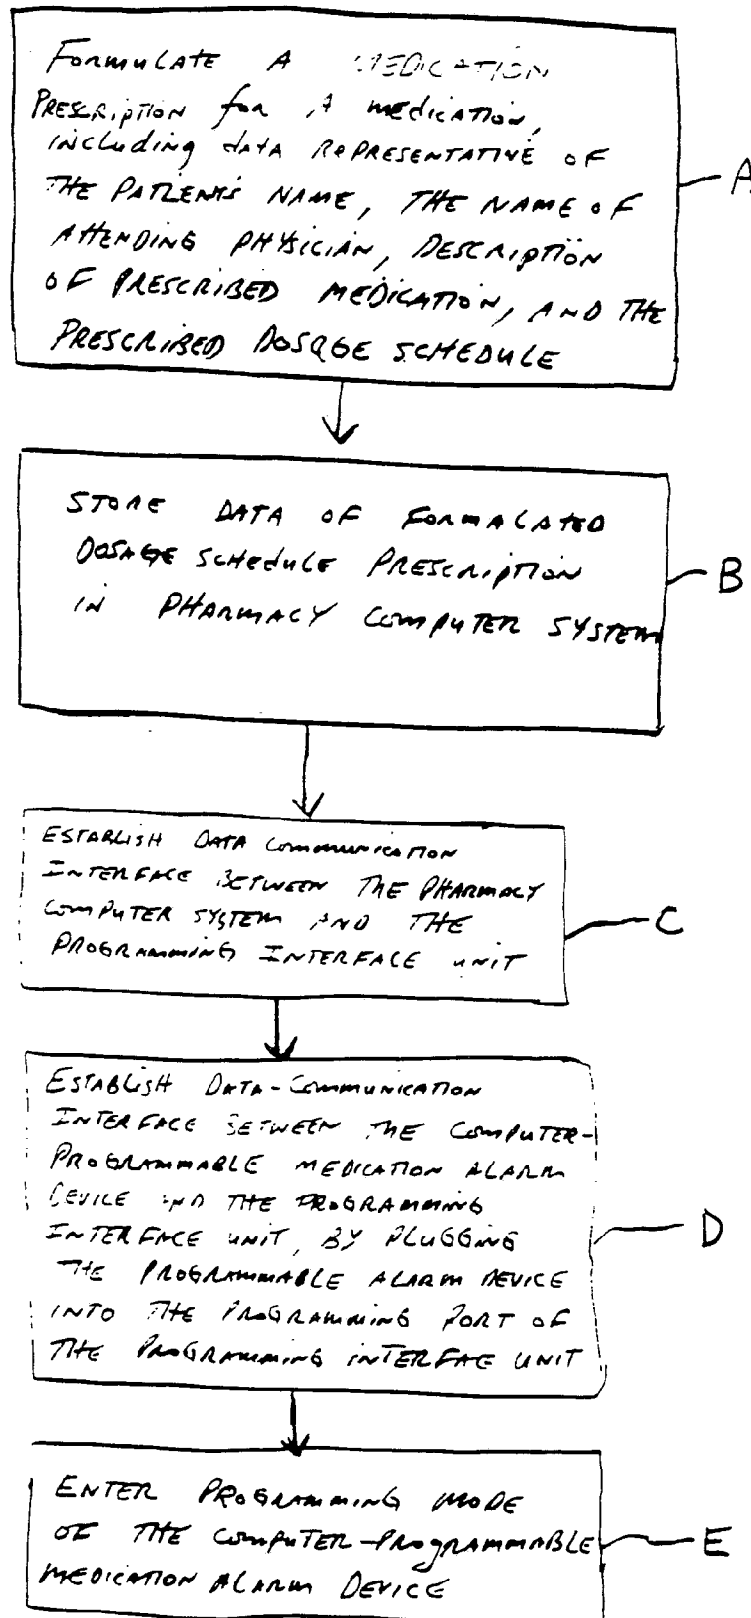 FORMULATE A MEDICATION
PRESCRIPTION for A MEDICATION,
INCLUDING DATA REPRESENTATIVE OF
THE PATIENTS NAME, THE NAME OF
ATTENDING PHYSICIAN, DESCRIPTION
OF PRESCRIBED MEDICATION, AND THE
PRESCRIBED DOSAGE SCHEDULE
A
STORE DATA OF FORMALATED
DOSAGE SCHEDULE PRESCRIPTION
IN PHARMACY COMPUTER SYSTEM
B
ESTABLISH DATA COMMUNICATION
INTERFACE BETWEEN THE PHARMACY
COMPUTER SYSTEM AND THE
PROGRAMMING INTERFACE UNIT
C
ESTABLISH DATA-COMMUNICATION
INTERFACE BETWEEN THE COMPUTER-
PROGRAMMABLE MEDICATION ALARM
DEVICE AND THE PROGRAMMING
INTERFACE UNIT, BY PLUGGING
THE PROGRAMMABLE ALARM DEVICE
INTO THE PROGRAMMING PORT OF
THE PROGRAMMING INTERFAE UNIT
D
ENTER PROGRAMMING MODE
OF THE COMPUTER-PROGRAMMABLE
MEDICATION ALARM DEVICE
E